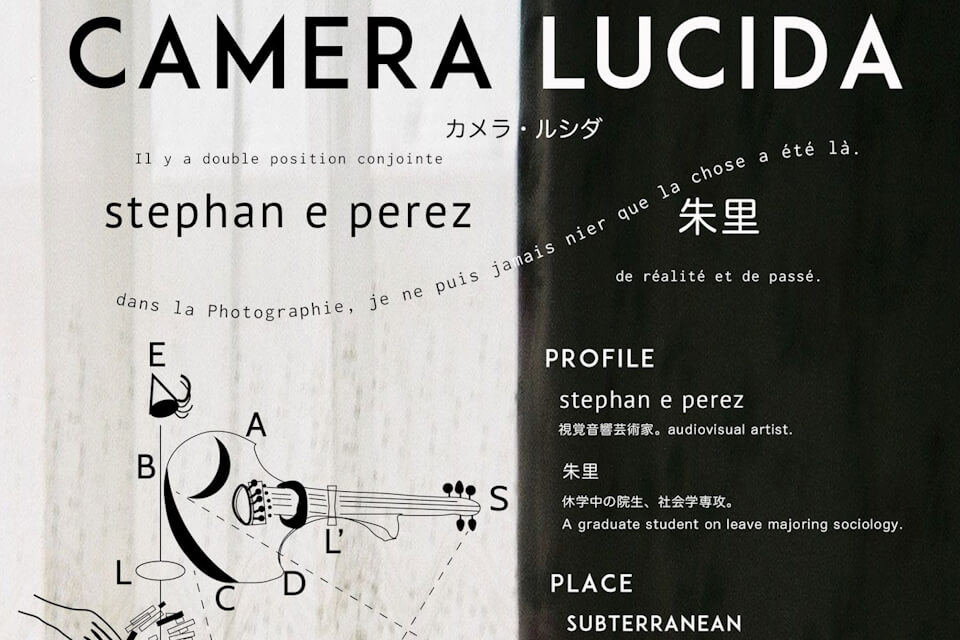 CAMERA LUCIDA
カメラ・ルシダ
Il y a double position conjointe
stephan e perez
朱里
dans la Photographie, je ne puis jamais nier que la chose a été là.
de réalité et de passé.
PROFILE
stephan e perez
視覚音響芸術家。audiovisual artist.
朱里
休学中の院生、社会学専攻。
A graduate student on leave majoring sociology.
PLACE
SUBTERRANEAN
E
A
B
S
L'
L
D
C